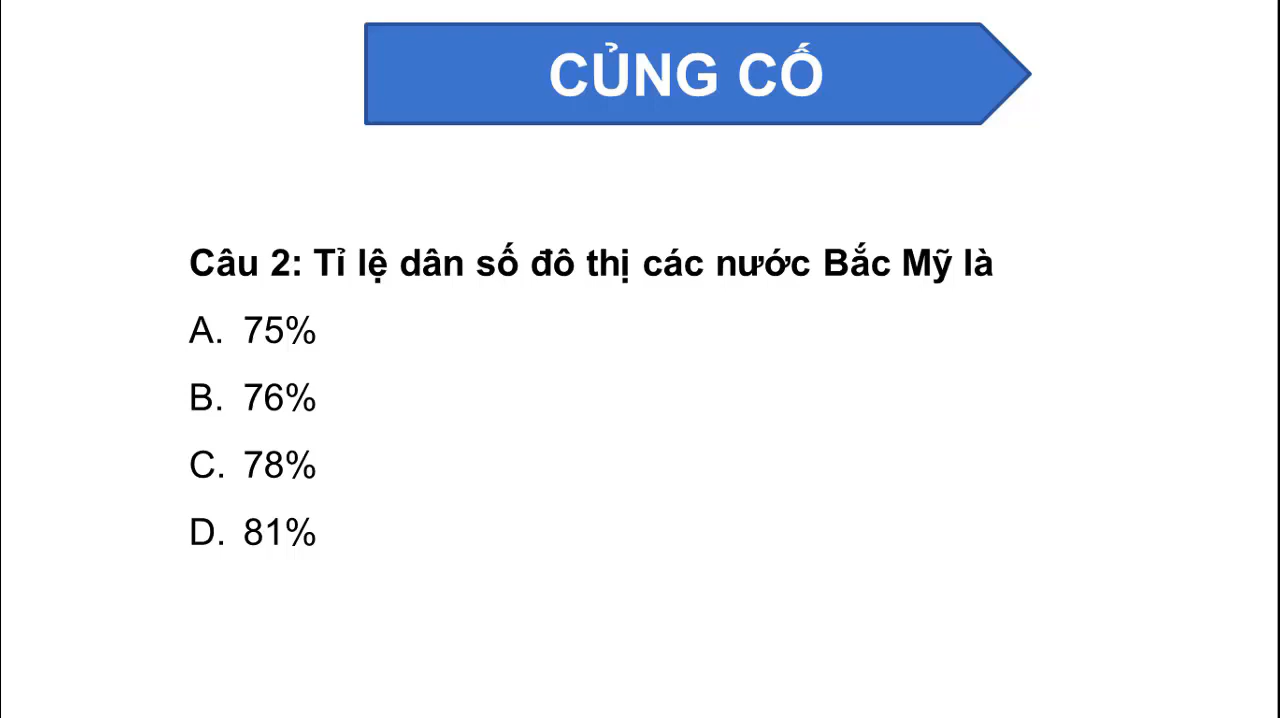 CỦNG CỐ
Câu 2: Tỉ lệ dân số đô thị các nước Bắc Mỹ là
A. 75%
B. 76%
C. 78%
D. 81%